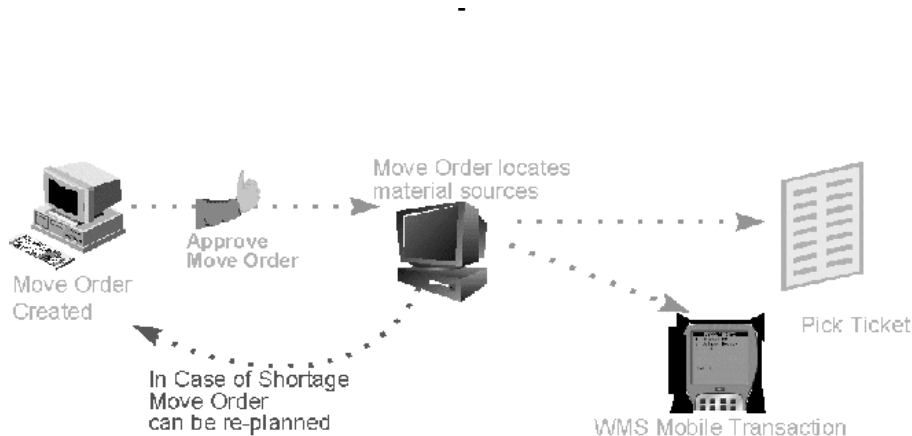 -
Move Order locates
material sources
Approve
Move Order
Move Order
Created
Pick Ticket
In Case of Shortage
Move Order
can be re-planned
WMS Mobile Transaction